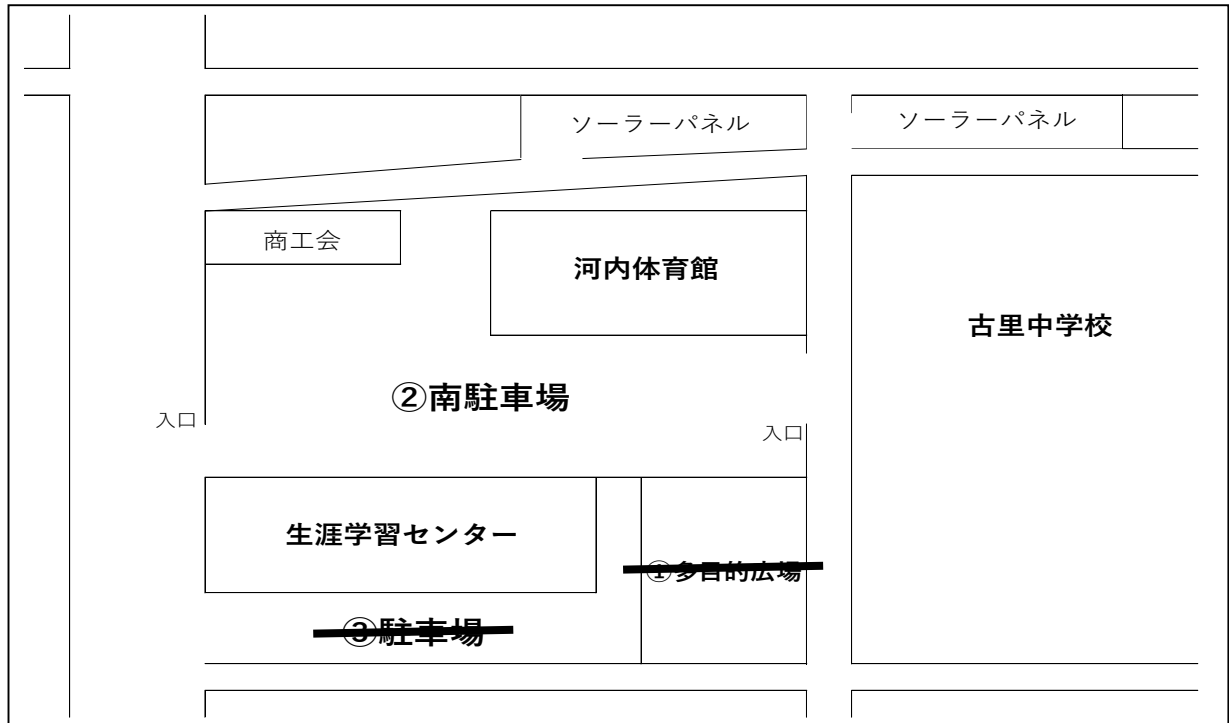 ソーラーパネル
ソーラーパネル
商工会
河内体育館
古里中学校
②南駐車場
入口
入口
生涯学習センター
①多目的広場
③駐車場